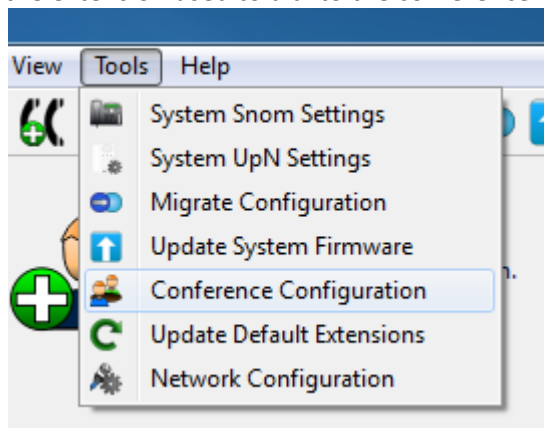 View Tools Help
System Snom Settings
System UpN Settings
Migrate Configuration
Update System Firmware
Conference Configuration
Update Default Extensions
Network Configuration